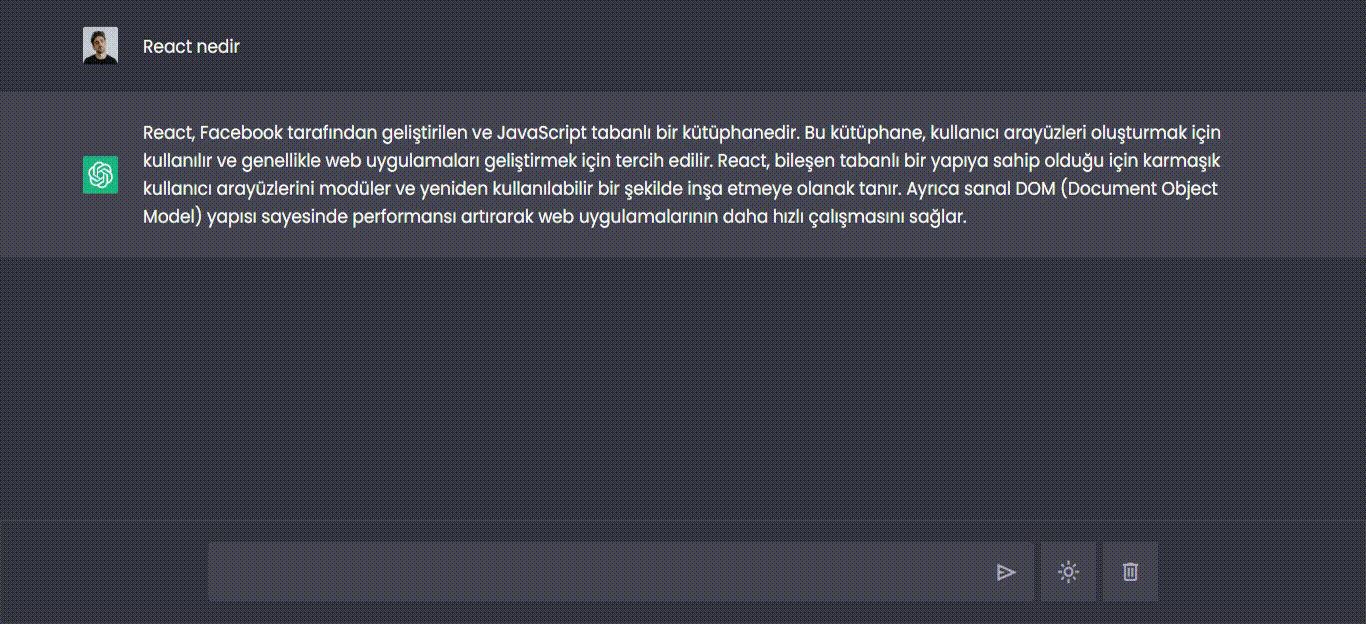 React nedir
React, Facebook tarafından geliştirilen ve JavaScript tabanlı bir kütüphanedir. Bu kütüphane, kullanıcı arayüzleri oluşturmak için
kullanılır ve genellikle web uygulamaları geliştirmek için tercih edilir. React, bileşen tabanlı bir yapıya sahip olduğu için karmaşık
kullanıcı arayüzlerini modüler ve yeniden kullanılabilir bir şekilde inşa etmeye olanak tanır. Ayrıca sanal DOM (Document Object
Model) yapısı sayesinde performansı artırarak web uygulamalarının daha hızlı çalışmasını sağlar.